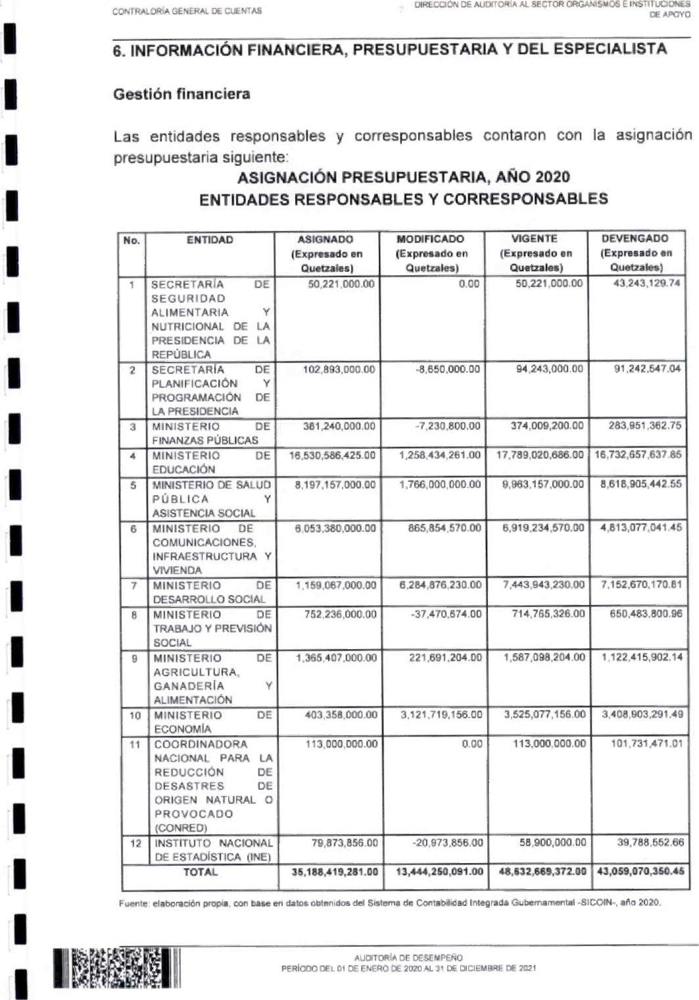 CONTRALORÍA GENERAL DE CUENTAS
DIRECCIÓN DE AUDITORÍA AL SECTOR ORGANISMOS E INSTITUCIONES
DE APOYO
6. INFORMACIÓN FINANCIERA, PRESUPUESTARIA Y DEL ESPECIALISTA
Gestión financiera
Las entidades responsables y corresponsables contaron con la asignación
presupuestaria siguiente:
ASIGNACIÓN PRESUPUESTARIA, AÑO 2020
ENTIDADES RESPONSABLES Y CORRESPONSABLES
No. ENTIDAD ASIGNADO MODIFICADO VIGENTE DEVENGADO
(Expresado en (Expresado en (Expresado en (Expresado en
Quetzales) Quetzales) Quetzales) Quetzales)
1 SECRETARÍA DE 50,221,000.00 0.00 50,221,000.00 43,243,129.74
SEGURIDAD
ALIMENTARIA Y
NUTRICIONAL DE LA
PRESIDENCIA DE LA
REPÚBLICA
2 SECRETARÍA DE 102,893,000.00 -8,650,000.00 94,243,000.00 91,242,547.04
PLANIFICACIÓN Y
PROGRAMACIÓN DE
LA PRESIDENCIA
3 MINISTERIO DE 381,240,000.00 -7,230,800.00 374,009,200.00 283,951,362.75
FINANZAS PÚBLICAS
4 MINISTERIO DE 16,530,586,425.00 1,258,434,261.00 17,789,020,686.00 16,732,657,637.85
EDUCACIÓN
5 MINISTERIO DE SALUD 8,197,157,000.00 1,766,000,000.00 9,963,157,000.00 8,618,905,442.55
PÚBLICA Y
ASISTENCIA SOCIAL
6 MINISTERIO DE 6,053,380,000.00 865,854,570.00 6,919,234,570.00 4,813,077,041.45
COMUNICACIONES,
INFRAESTRUCTURA Y
VIVIENDA
7 MINISTERIO DE 1,159,067,000.00 6,284,876,230.00 7,443,943,230.00 7,152,670,170.81
DESARROLLO SOCIAL
8 MINISTERIO DE 752,236,000.00 -37,470,674.00 714,765,326.00 650,483,800.96
TRABAJO Y PREVISIÓN
SOCIAL
9 MINISTERIO DE 1,365,407,000.00 221,691,204.00 1,587,098,204.00 1,122,415,902.14
AGRICULTURA,
GANADERÍA Y
ALIMENTACIÓN
10 MINISTERIO DE 403,358,000.00 3,121,719,156.00 3,525,077,156.00 3,408,903,291.49
ECONOMÍA
11 COORDINADORA 113,000,000.00 0.00 113,000,000.00 101,731,471.01
NACIONAL PARA LA
REDUCCIÓN DE
DESASTRES DE
ORIGEN NATURAL O
PROVOCADO
(CONRED)
12 INSTITUTO NACIONAL 79,873,856.00 -20,973,856.00 58,900,000.00 39,788,552.66
DE ESTADÍSTICA (INE)
TOTAL 35,188,419,281.00 13,444,250,091.00 48,632,669,372.00 43,059,070,350.45
Fuente: elaboración propia, con base en datos obtenidos del Sistema de Contabilidad Integrada Gubernamental -SICOIN-, año 2020.
AUDITORÍA DE DESEMPEÑO
PERÍODO DEL 01 DE ENERO DE 2020 AL 31 DE DICIEMBRE DE 2021